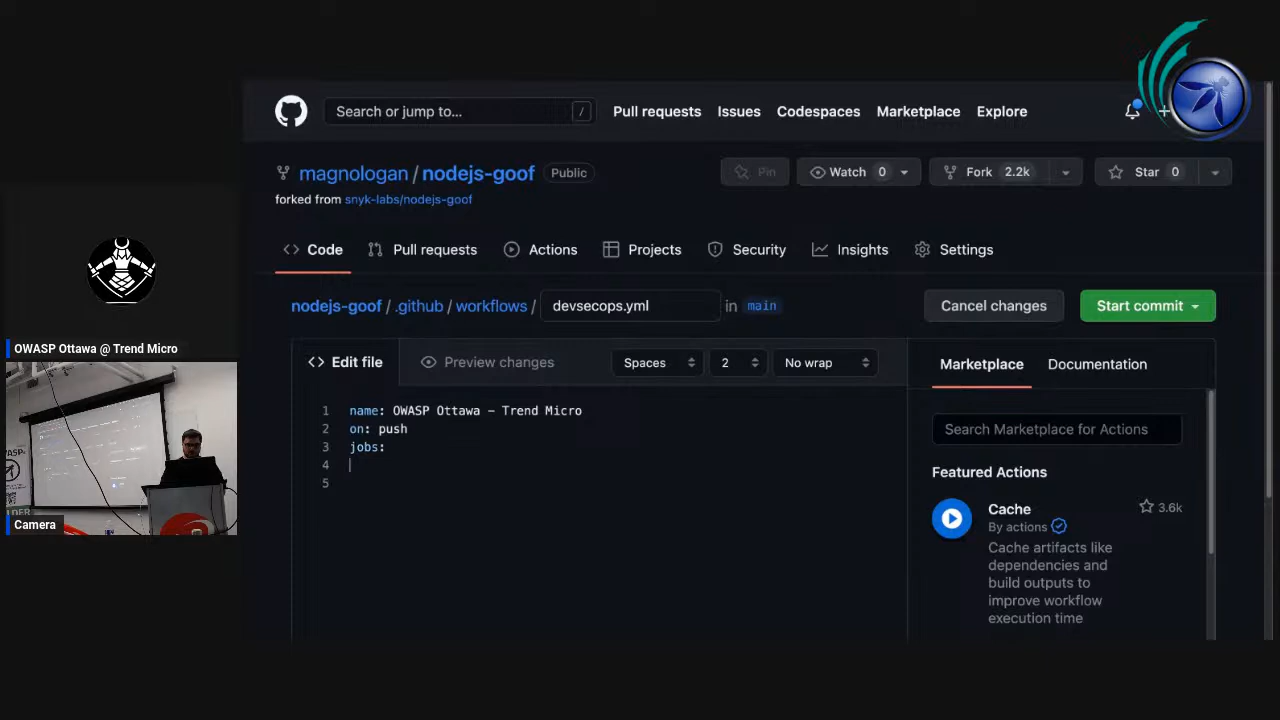 Search or jump to... /
Pull requests Issues Codespaces Marketplace Explore
magnologan / nodejs-goof Public
Pin Watch 0 Fork 2.2k Star 0
forked from snyk-labs/nodejs-goof
Code Pull requests Actions Projects Security Insights Settings
nodejs-goof / .github / workflows / devsecops.yml in main
Cancel changes Start commit
OWASP Ottawa @ Trend Micro
<> Edit file Preview changes Spaces 2 No wrap
Marketplace Documentation
1 name: OWASP Ottawa - Trend Micro
2 on: push
3 jobs:
4
5
Search Marketplace for Actions
Featured Actions
Cache 3.6k
By actions
Cache artifacts like
dependencies and
build outputs to
improve workflow
execution time
Camera